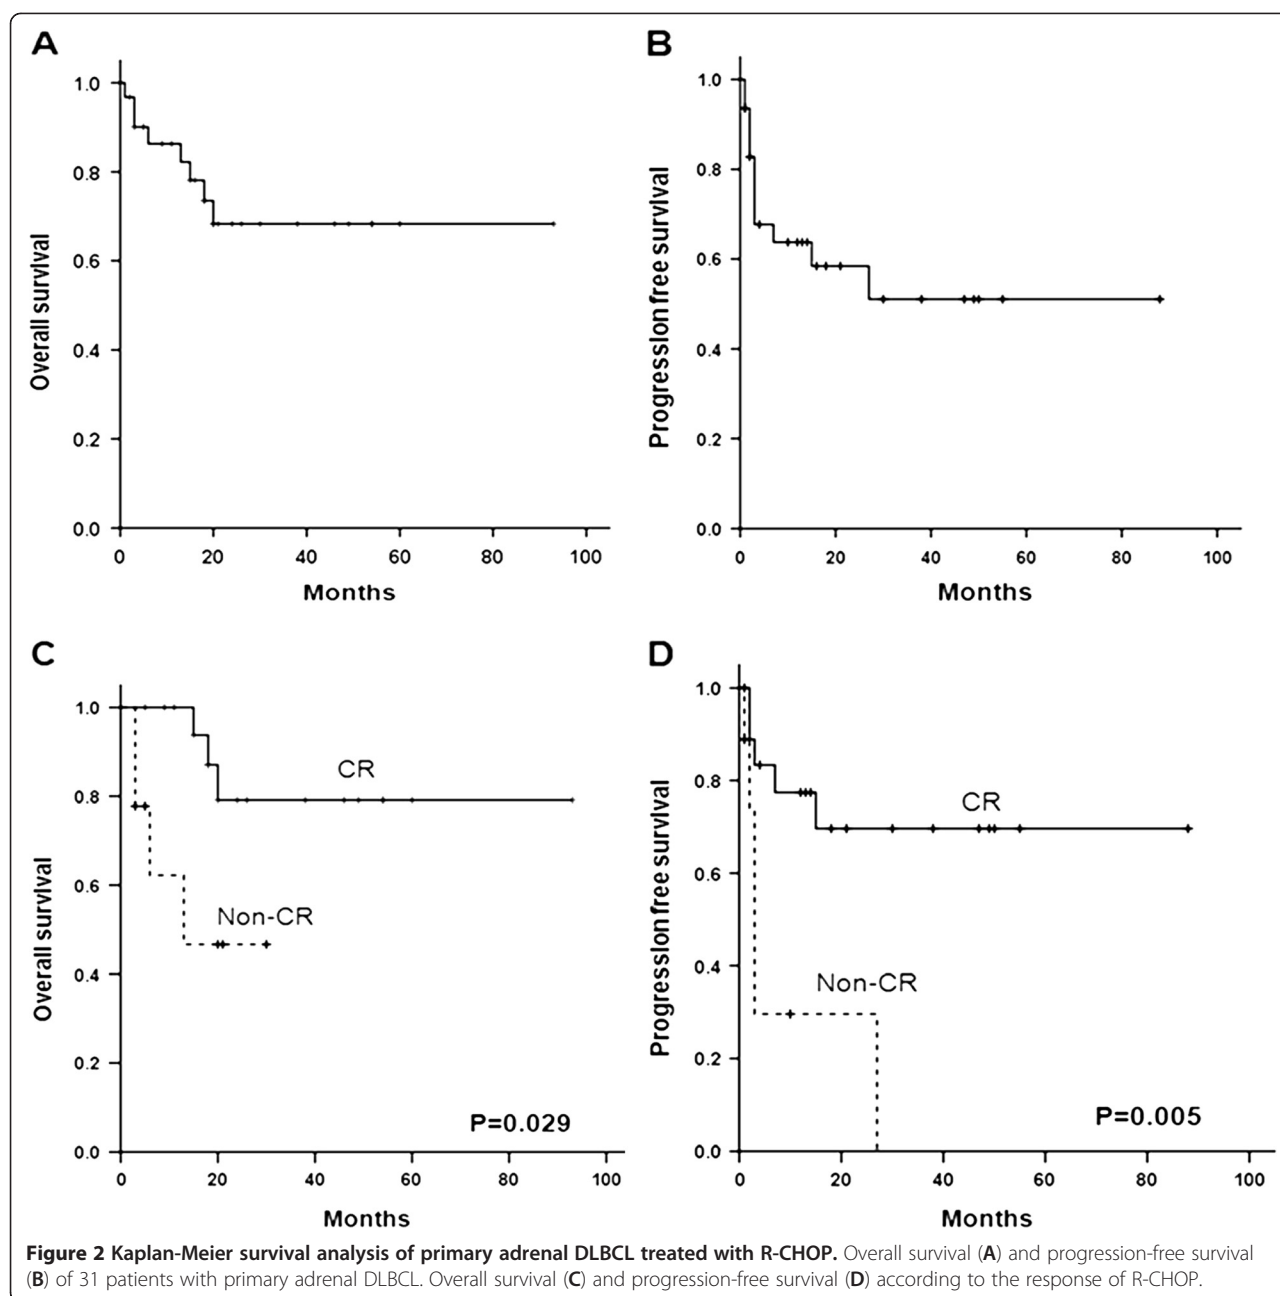 A
1.0
0.8
0.6
0.4
0.2
0.0
Overall survival
0 20 40 60 80 100
Months
B
1.0
0.8
0.6
0.4
0.2
0.0
Progression free survival
0 20 40 60 80 100
Months
C
1.0
0.8
0.6
0.4
0.2
0.0
Overall survival
CR
Non-CR
P=0.029
0 20 40 60 80 100
Months
D
1.0
0.8
0.6
0.4
0.2
0.0
Progression free survival
CR
Non-CR
P=0.005
0 20 40 60 80 100
Months
Figure 2 Kaplan-Meier survival analysis of primary adrenal DLBCL treated with R-CHOP. Overall survival (A) and progression-free survival
(B) of 31 patients with primary adrenal DLBCL. Overall survival (C) and progression-free survival (D) according to the response of R-CHOP.